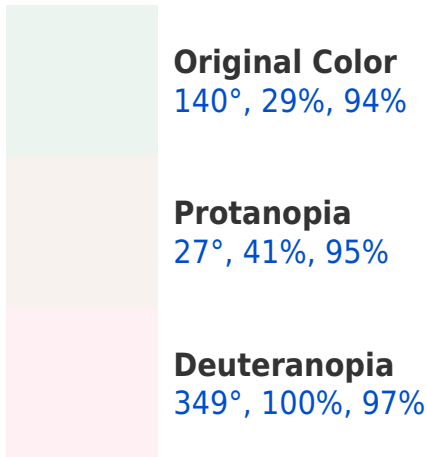 Original Color
140°, 29%, 94%
Protanopia
27°, 41%, 95%
Deuteranopia
349°, 100%, 97%